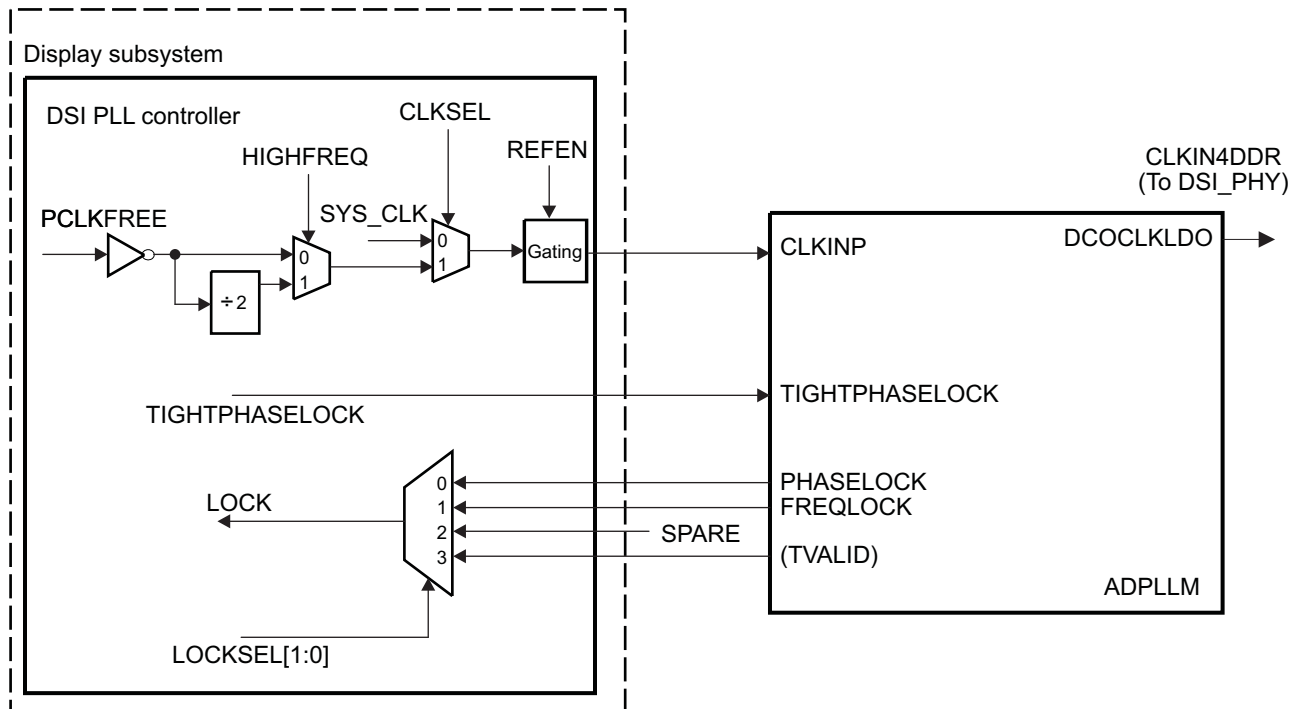 Display subsystem
DSI PLL controller
CLKSEL
HIGHFREQ
REFEN
PCLKFREE
SYS_CLK
0
1
÷2
0
1
Gating
CLKIN4DDR
(To DSI_PHY)
CLKINP
DCOCLKLDO
TIGHTPHASELOCK
TIGHTPHASELOCK
LOCK
0
1
2
3
PHASELOCK
FREQLOCK
SPARE
(TVALID)
ADPLLM
LOCKSEL[1:0]